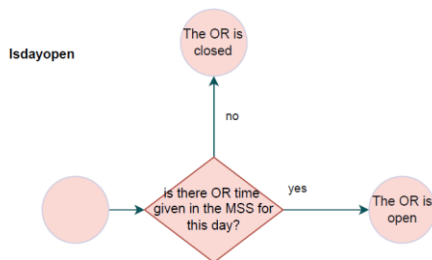 The OR is
closed
Isdayopen
no
is there OR time
given in the MSS for
this day?
yes
The OR is
open